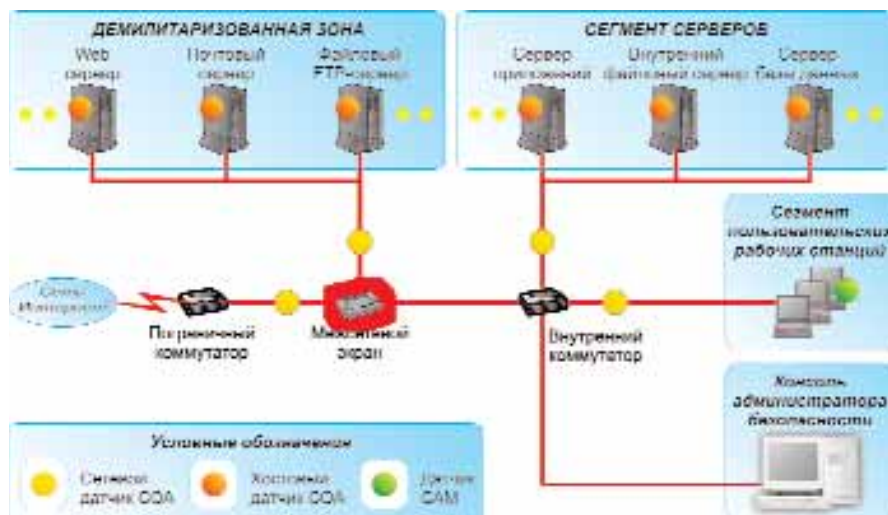 ДЕМИЛИТАРИЗОВАННАЯ ЗОНА
СЕГМЕНТ СЕРВЕРОВ
Web
сервер
Почтовый
сервер
Файловый
FTP-сервер
Сервер
приложений
Внутренний
файловый сервер
Сервер
базы данных
Сегмент
пользовательских
рабочих станций
Сеть
Интернет
Пограничный
коммутатор
Межсетевой
экран
Внутренний
коммутатор
Консоль
администратора
безопасности
Условные обозначения
Сетевой
датчик СОА
Хостовый
датчик СОА
Датчик
САМ